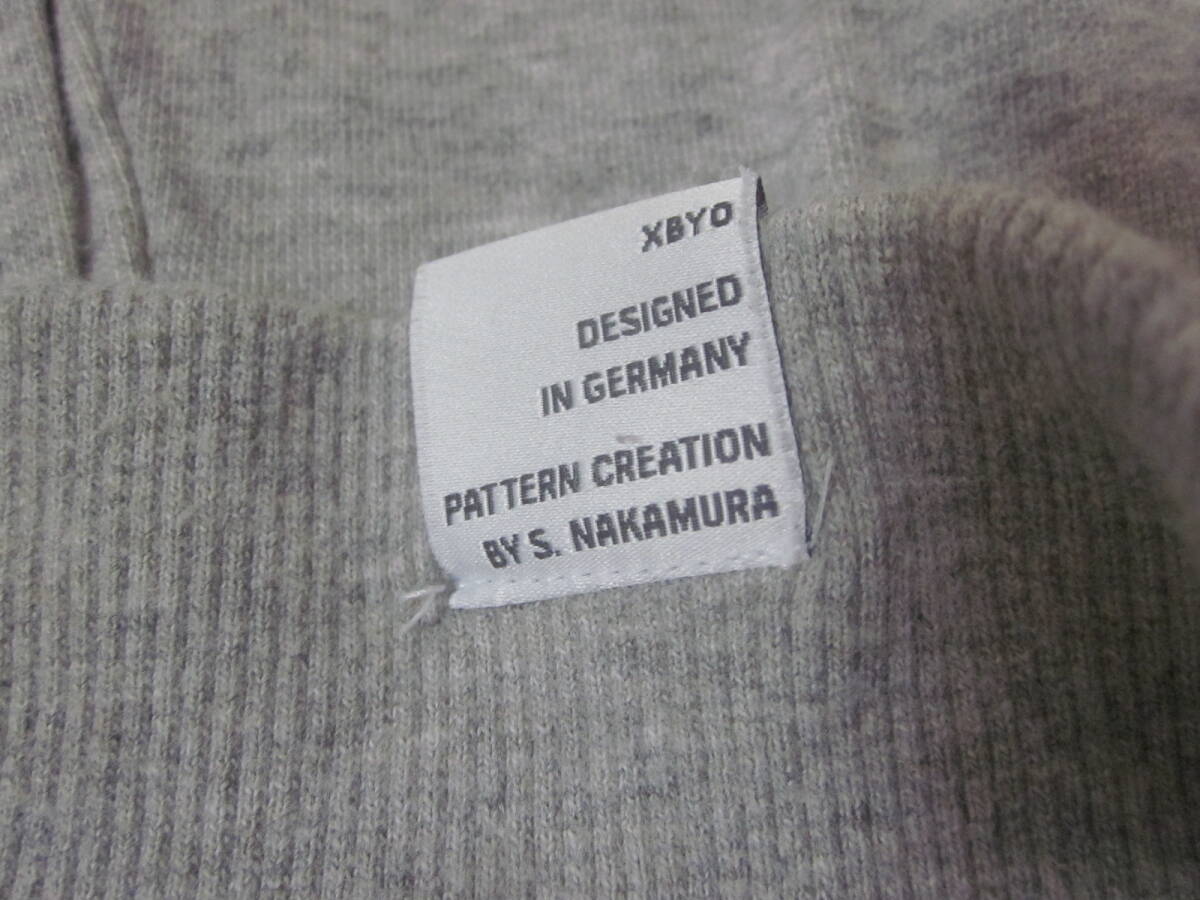 XBYO
DESIGNED
IN GERMANY
PATTERN CREATION
BY S. NAKAMURA